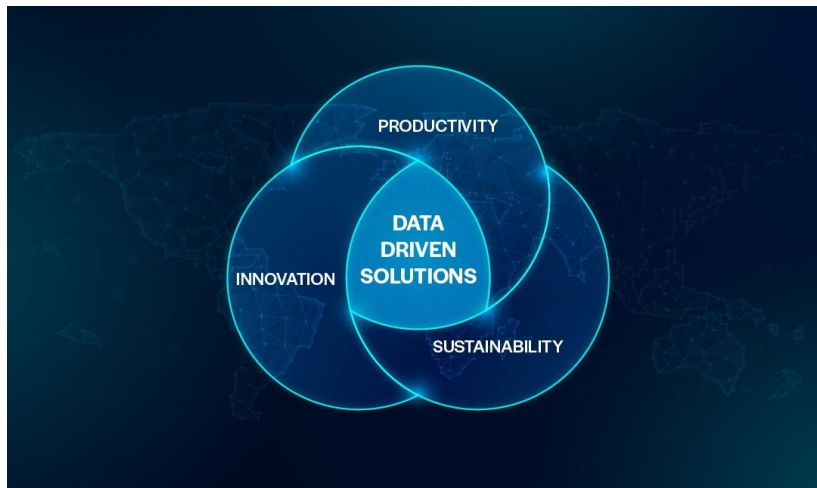 PRODUCTIVITY
DATA
DRIVEN
SOLUTIONS
INNOVATION
SUSTAINABILITY